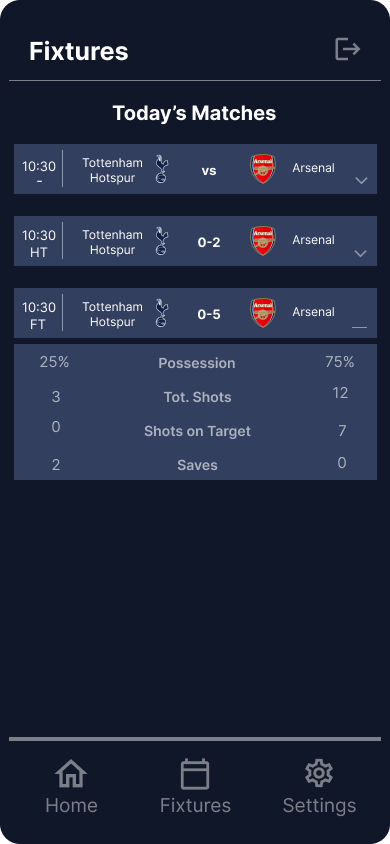 Fixtures
Today's Matches
10:30
-
Tottenham
Hotspur
vs
Arsenal
Arsenal
10:30
HT
Tottenham
Hotspur
0-2
Arsenal
Arsenal
10:30
FT
Tottenham
Hotspur
0-5
Arsenal
Arsenal
25% Possession 75%
3 Tot. Shots 12
0 Shots on Target 7
2 Saves 0
Home Fixtures Settings